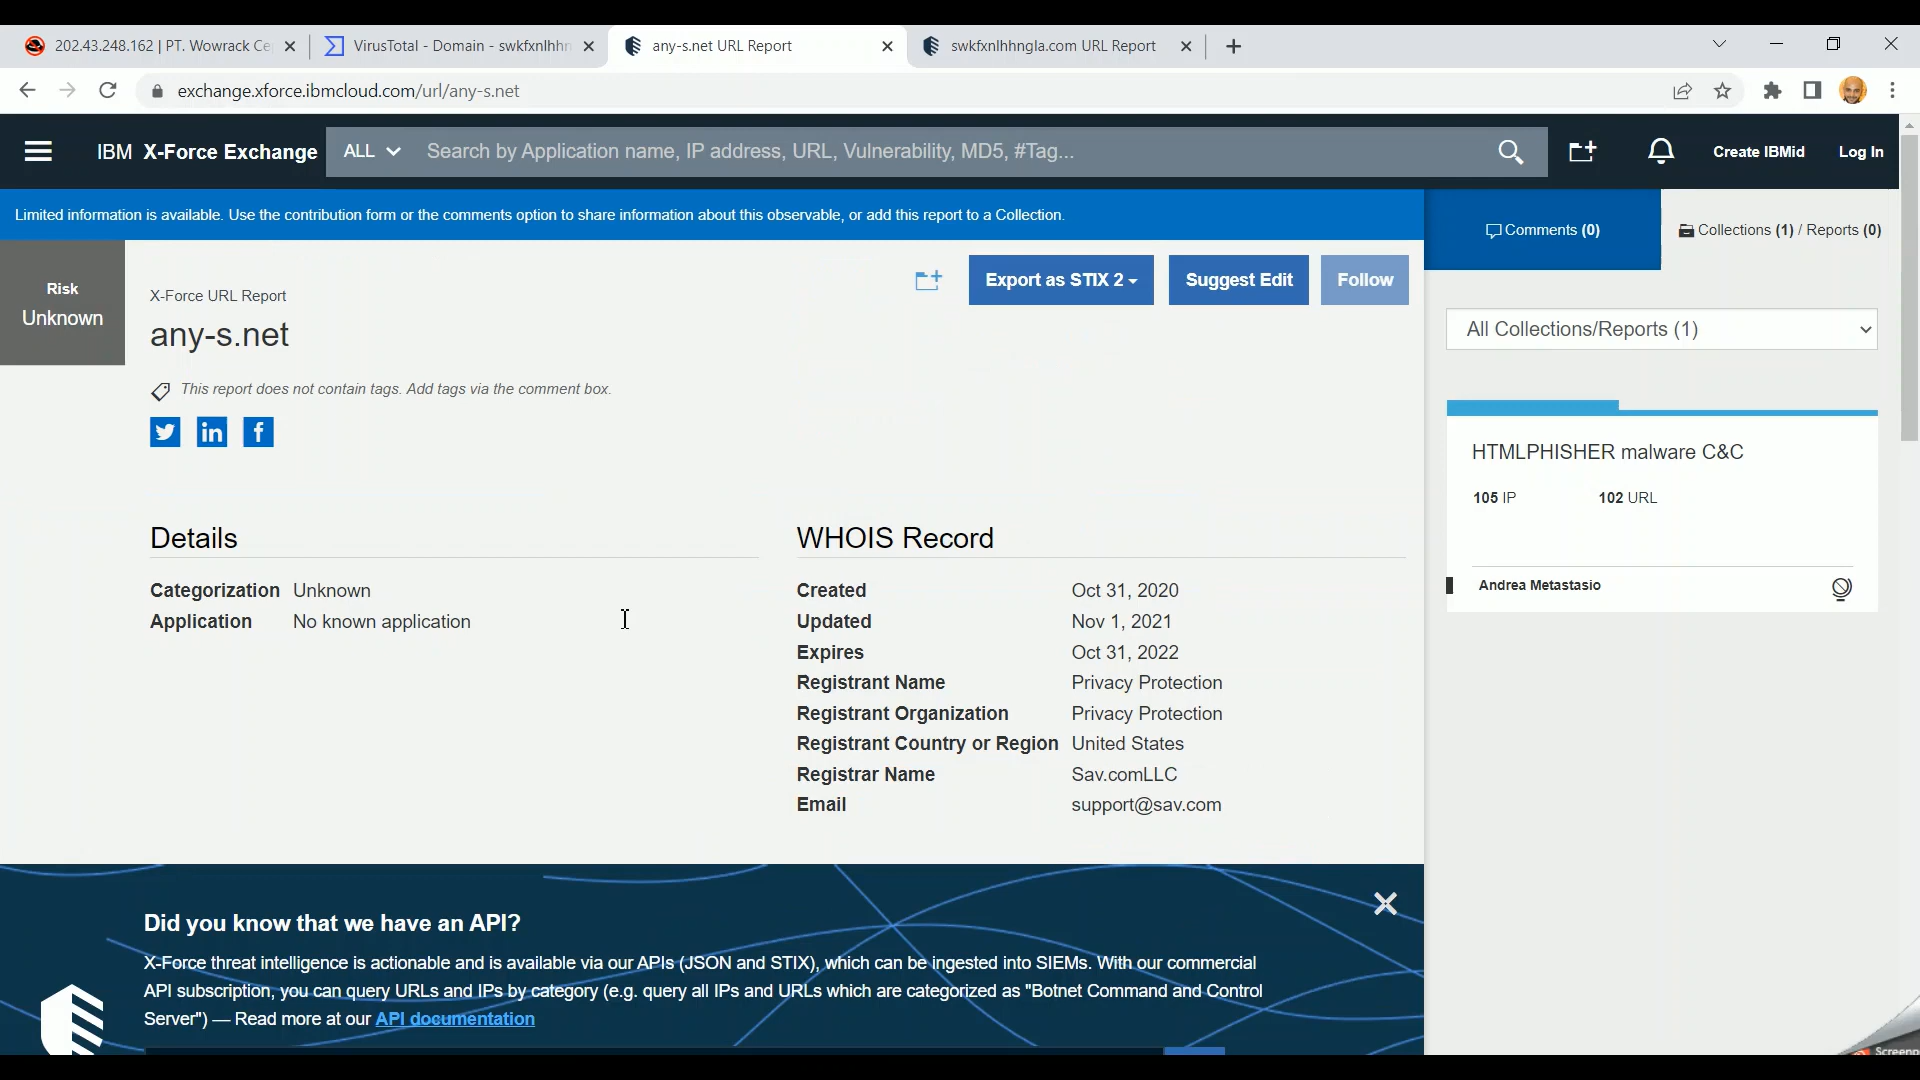 202.43.248.162 | PT. Wowrack Ce
VirusTotal - Domain - swkfxnlhhn
any-s.net URL Report
swkfxnlhhngla.com URL Report
exchange.xforce.ibmcloud.com/url/any-s.net
IBM X-Force Exchange
ALL
Search by Application name, IP address, URL, Vulnerability, MD5, #Tag...
Create IBMid
Log In
Limited information is available. Use the contribution form or the comments option to share information about this observable, or add this report to a Collection.
Comments (0)
Collections (1) / Reports (0)
Risk
Unknown
X-Force URL Report
any-s.net
Export as STIX 2
Suggest Edit
Follow
This report does not contain tags. Add tags via the comment box.
All Collections/Reports (1)
HTMLPHISHER malware C&C
105 IP 102 URL
Andrea Metastasio
Details
Categorization Unknown
Application No known application
WHOIS Record
Created Oct 31, 2020
Updated Nov 1, 2021
Expires Oct 31, 2022
Registrant Name Privacy Protection
Registrant Organization Privacy Protection
Registrant Country or Region United States
Registrar Name Sav.comLLC
Email support@sav.com
Did you know that we have an API?
X-Force threat intelligence is actionable and is available via our APIs (JSON and STIX), which can be ingested into SIEMs. With our commercial
API subscription, you can query URLs and IPs by category (e.g. query all IPs and URLs which are categorized as "Botnet Command and Control
Server") — Read more at our API documentation